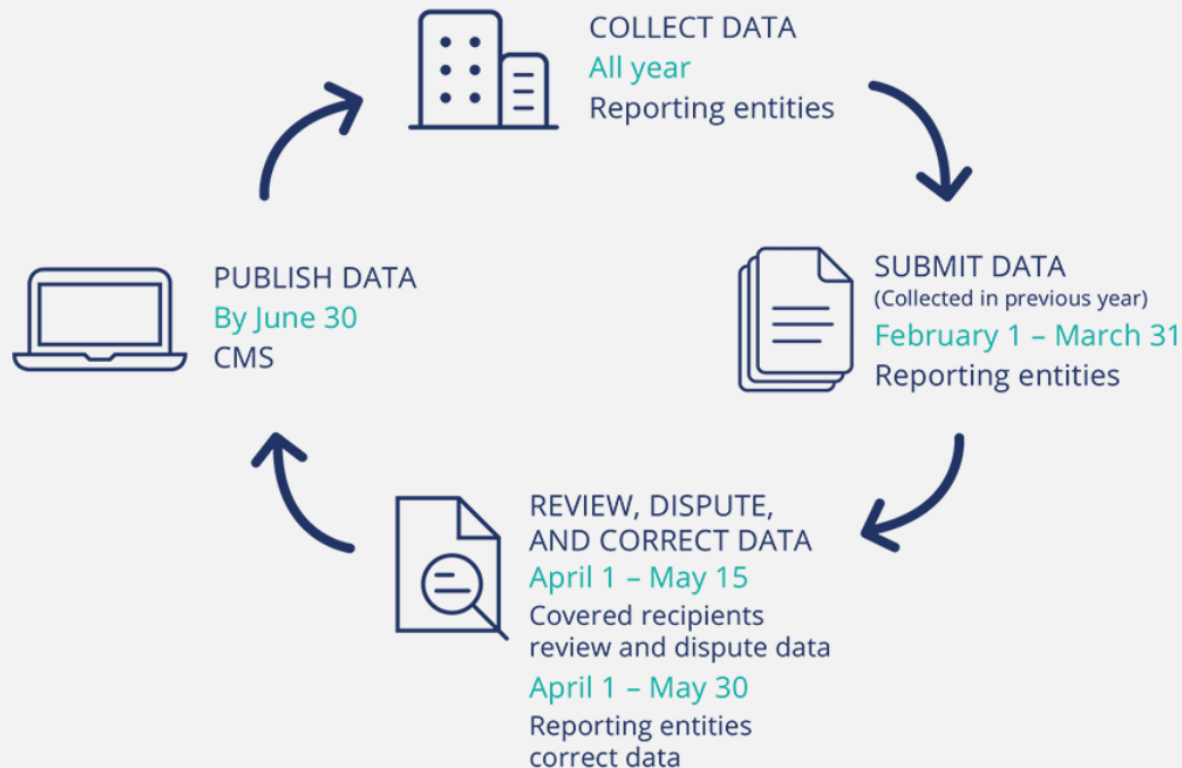 COLLECT DATA
All year
Reporting entities
SUBMIT DATA
(Collected in previous year)
February 1 – March 31
Reporting entities
REVIEW, DISPUTE,
AND CORRECT DATA
April 1 – May 15
Covered recipients
review and dispute data
April 1 – May 30
Reporting entities
correct data
PUBLISH DATA
By June 30
CMS